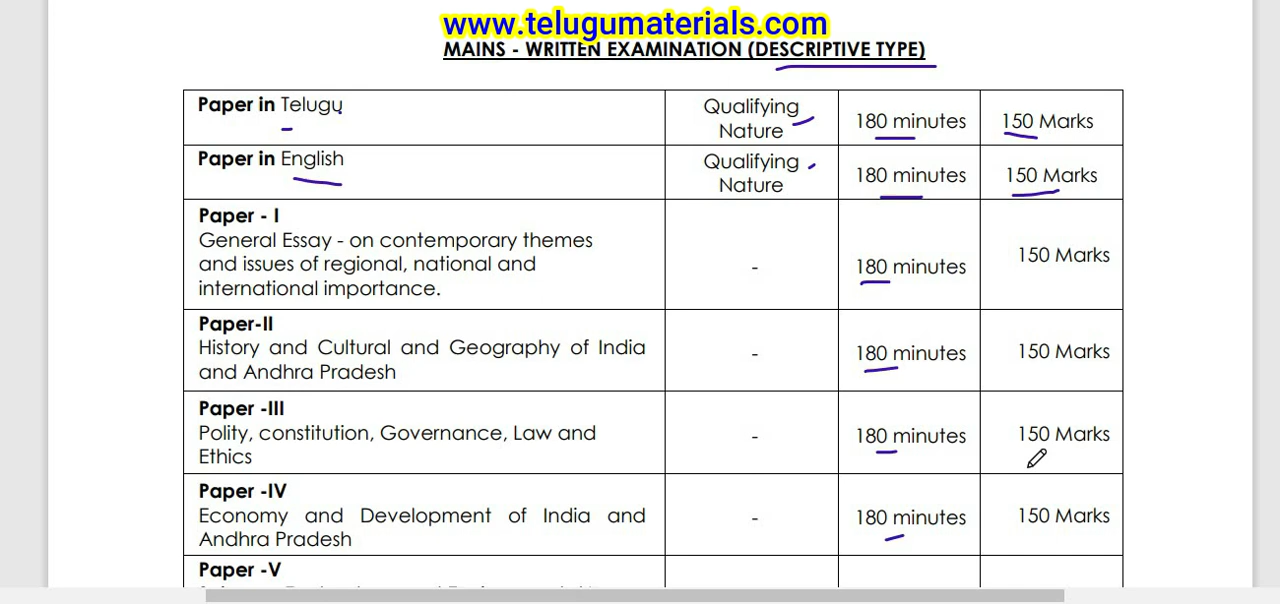 www.telugumaterials.com
MAINS - WRITTEN EXAMINATION (DESCRIPTIVE TYPE)
Paper in Telugu
Qualifying
Nature
180 minutes
150 Marks
Paper in English
Qualifying
Nature
180 minutes
150 Marks
Paper - I
General Essay - on contemporary themes
and issues of regional, national and
international importance.
-
180 minutes
150 Marks
Paper-II
History and Cultural and Geography of India
and Andhra Pradesh
-
180 minutes
150 Marks
Paper -III
Polity, constitution, Governance, Law and
Ethics
-
180 minutes
150 Marks
Paper -IV
Economy and Development of India and
Andhra Pradesh
-
180 minutes
150 Marks
Paper -V